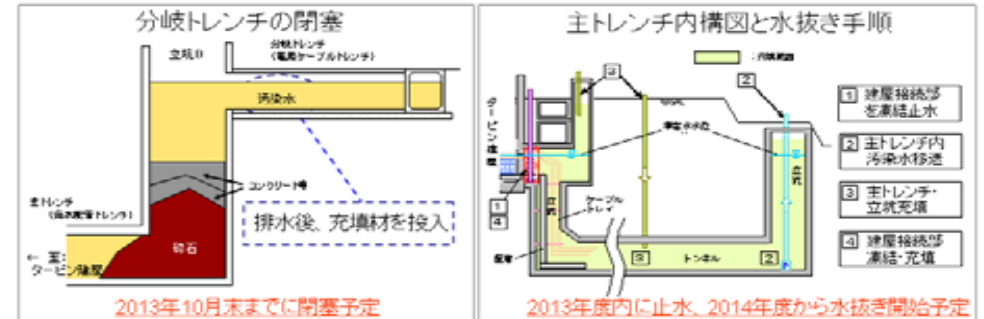 分岐トレンチの閉塞
分岐トレンチ
(電源ケーブルトレンチ)
汚染水
コンクリート等
主トレンチ
(海水配管トレンチ)
砕石
← 至:
タービン建屋
排水後、充填材を投入
2013年10月末までに閉塞予定
主トレンチ内構図と水抜き手順
3
2
タービン建屋
立坑
立坑
ケーブル
トレイ
1
4
3
トンネル
2
1 建屋接続部
を凍結止水
2 主トレンチ内
汚染水移送
3 主トレンチ・
立坑充填
4 建屋接続部
凍結・充填
2013年度内に止水、2014年度から水抜き開始予定